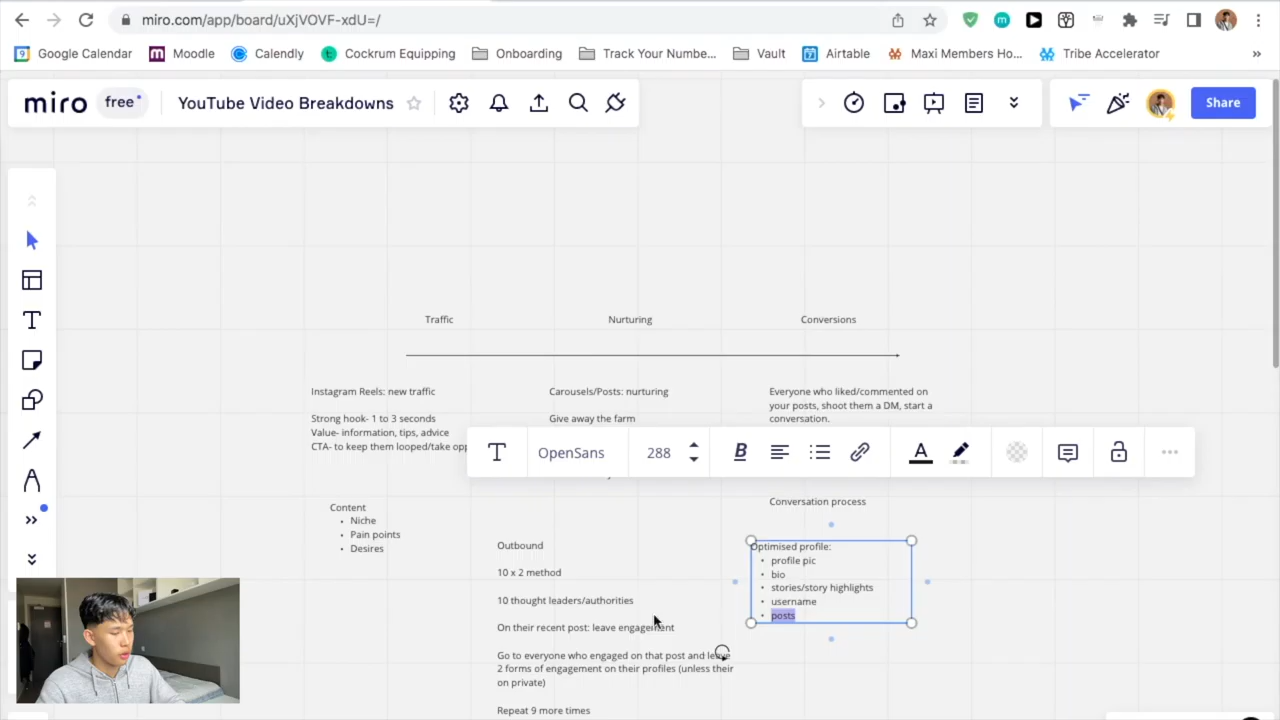 miro.com/app/board/uXjVOVF-xdU=/
Google Calendar
Moodle
Calendly
Cockrum Equipping
Onboarding
Track Your Numbe...
Vault
Airtable
Maxi Members Ho...
Tribe Accelerator
»
miro
free
YouTube Video Breakdowns
Share
Traffic
Nurturing
Conversions
Instagram Reels: new traffic
Strong hook- 1 to 3 seconds
Value- information, tips, advice
CTA- to keep them looped/take opp
Carousels/Posts: nurturing
Give away the farm
Everyone who liked/commented on
your posts, shoot them a DM, start a
conversation.
OpenSans
288
B
A
Conversation process
Content
• Niche
• Pain points
• Desires
Outbound
10 x 2 method
10 thought leaders/authorities
On their recent post: leave engagement
Go to everyone who engaged on that post and leave
2 forms of engagement on their profiles (unless their
on private)
Repeat 9 more times
Optimised profile:
• profile pic
• bio
• stories/story highlights
• username
• posts